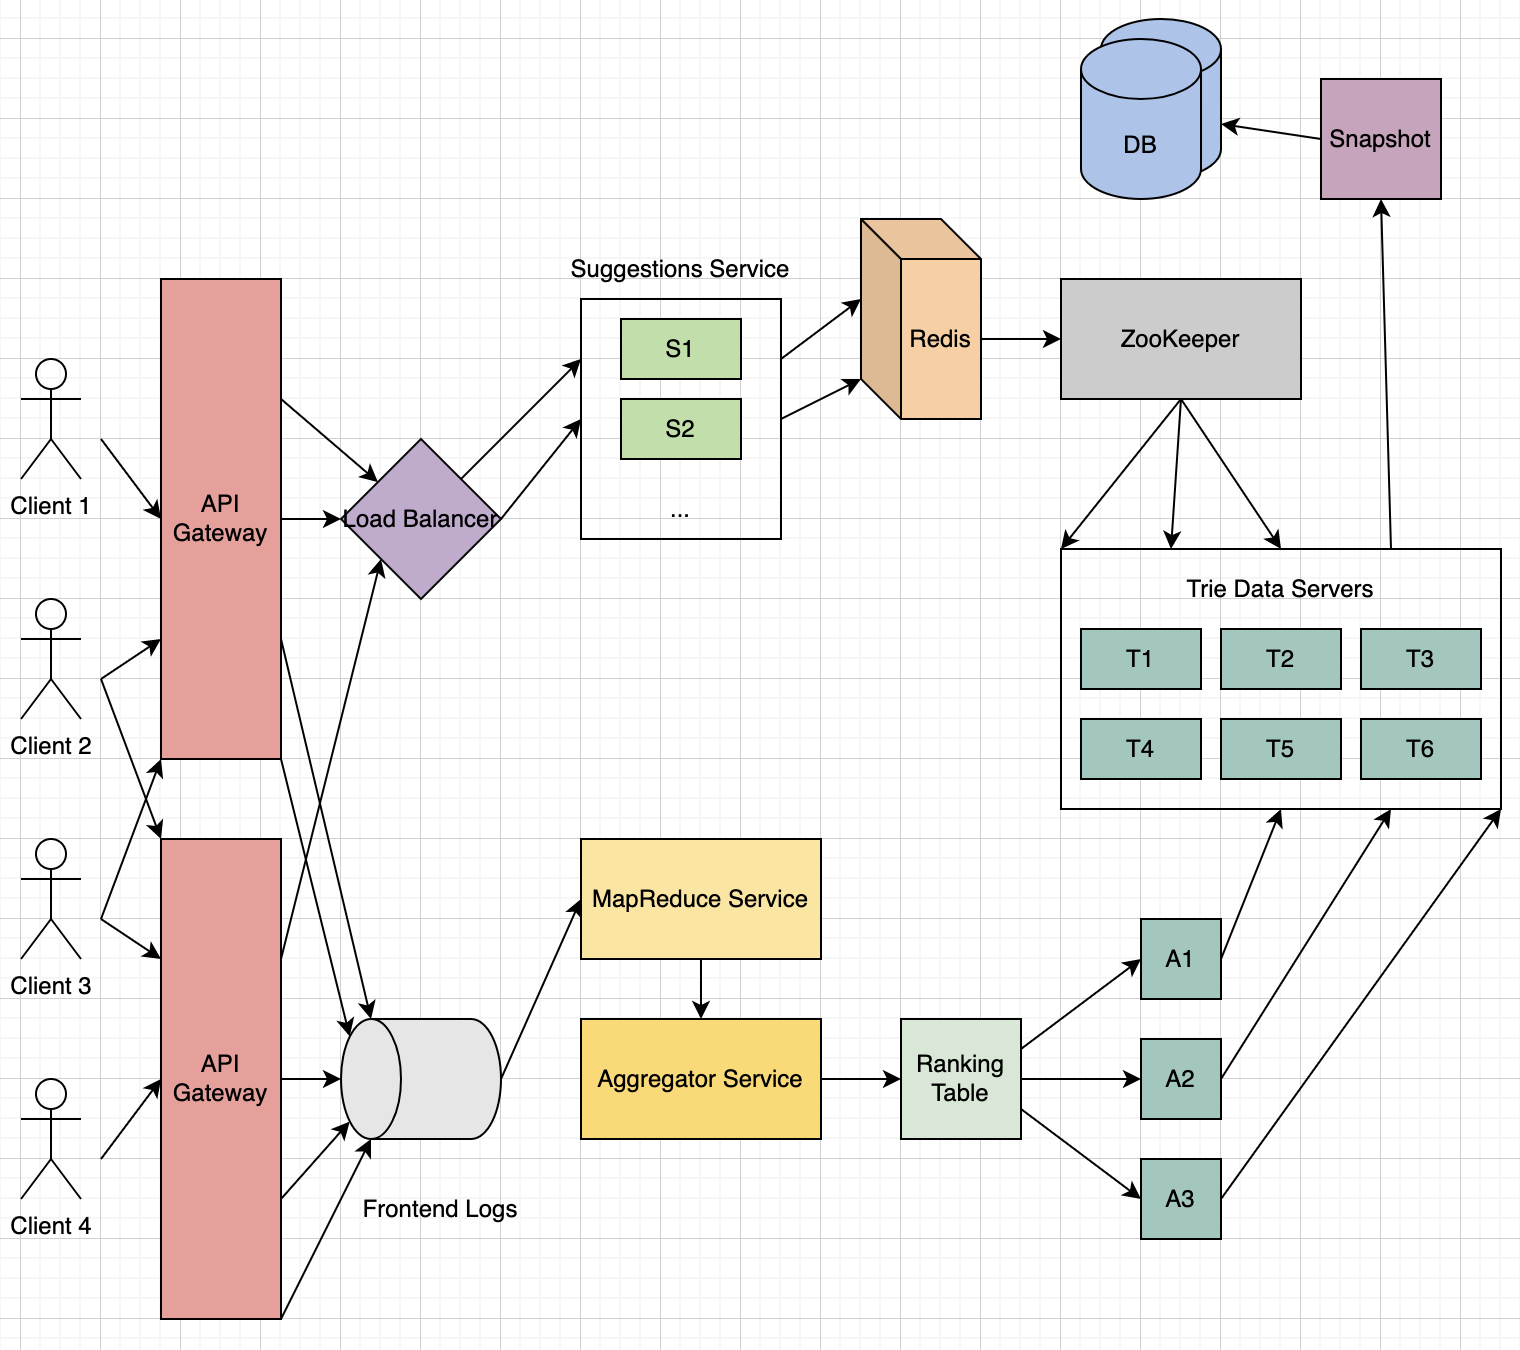 DB
Snapshot
Suggestions Service
S1
S2
...
Redis
ZooKeeper
Client 1
API
Gateway
Load Balancer
Trie Data Servers
T1
T2
T3
T4
T5
T6
Client 2
Client 3
Client 4
API
Gateway
Frontend Logs
MapReduce Service
Aggregator Service
Ranking
Table
A1
A2
A3